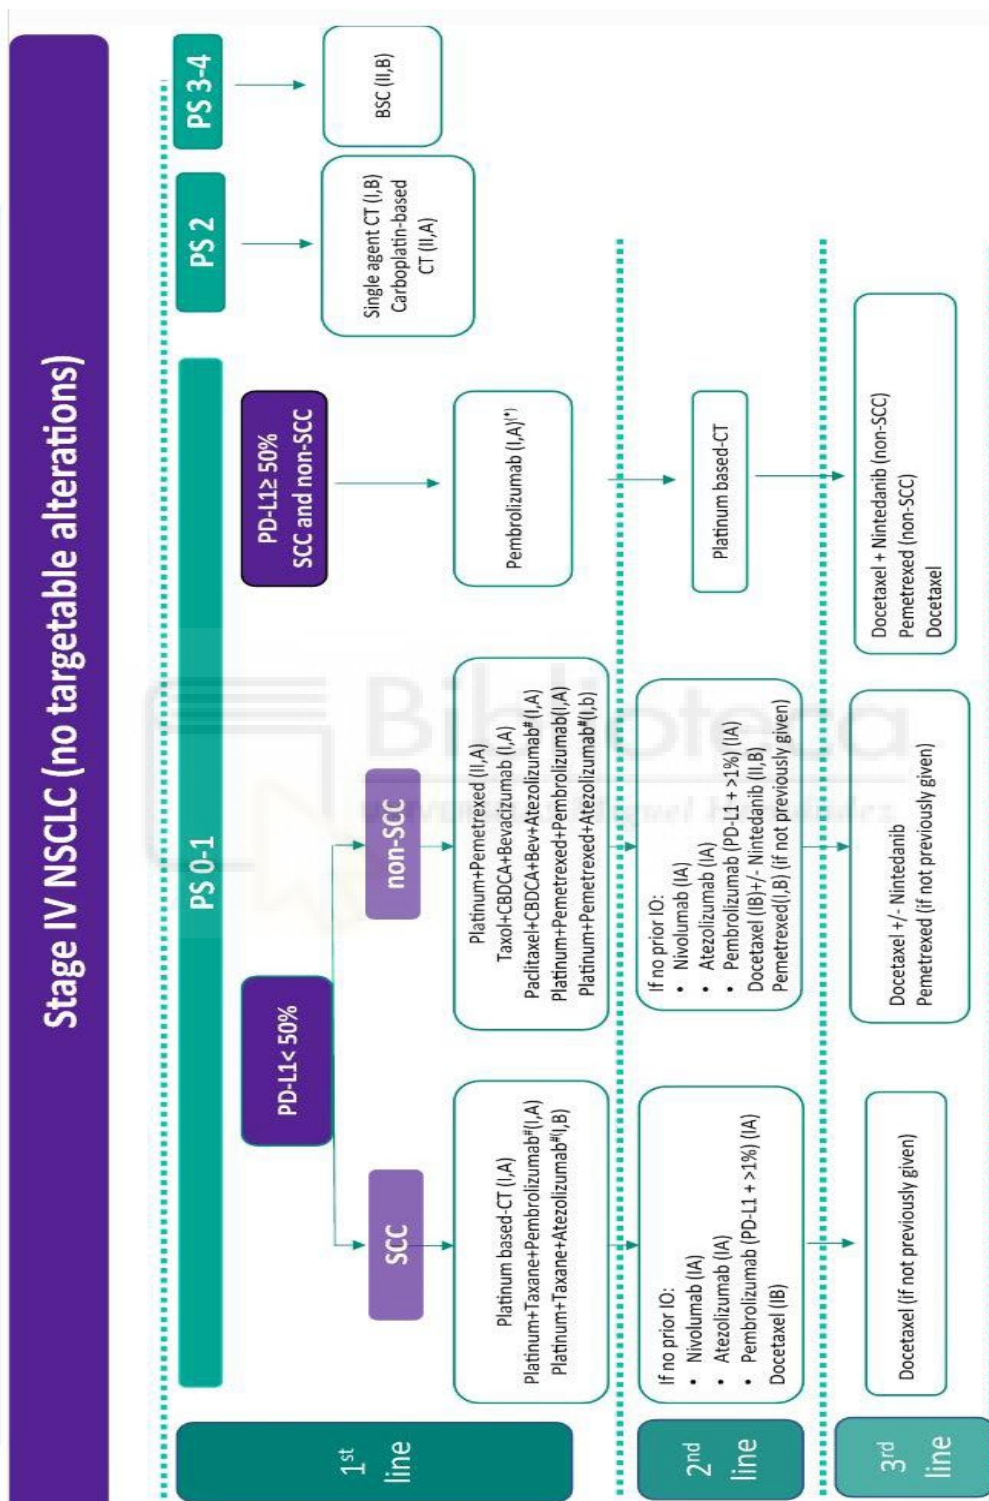 Stage IV NSCLC (no targetable alterations)
1st
line
PS 0-1
PS 2
PS 3-4
PD-L1< 50%
PD-L1≥ 50%
SCC and non-SCC
Single agent CT (I,B)
Carboplatin-based
CT (II,A)
BSC (II,B)
SCC
non-SCC
Platinum based-CT (I,A)
Platinum+Taxane+Pembrolizumab#(I,A)
Platinum+Taxane+Atezolizumab#(I,B)
Platinum+Pemetrexed (II,A)
Taxol+CBDCA+Bevacizumab (I,A)
Paclitaxel+CBDCA+Bev+Atezolizumab# (I,A)
Platinum+Pemetrexed+Pembrolizumab(I,A)
Platinum+Pemetrexed+Atezolizumab#(I,b)
Pembrolizumab (I,A)(*)
2nd
line
If no prior IO:
• Nivolumab (IA)
• Atezolizumab (IA)
• Pembrolizumab (PD-L1 + >1%) (IA)
Docetaxel (IB)
If no prior IO:
• Nivolumab (IA)
• Atezolizumab (IA)
• Pembrolizumab (PD-L1 + >1%) (IA)
Docetaxel (IB)+/- Nintedanib (II,B)
Pemetrexed(I,B) (if not previously given)
Platinum based-CT
3rd
line
Docetaxel (if not previously given)
Docetaxel +/- Nintedanib
Pemetrexed (if not previously given)
Docetaxel + Nintedanib (non-SCC)
Pemetrexed (non-SCC)
Docetaxel
Biblioteca